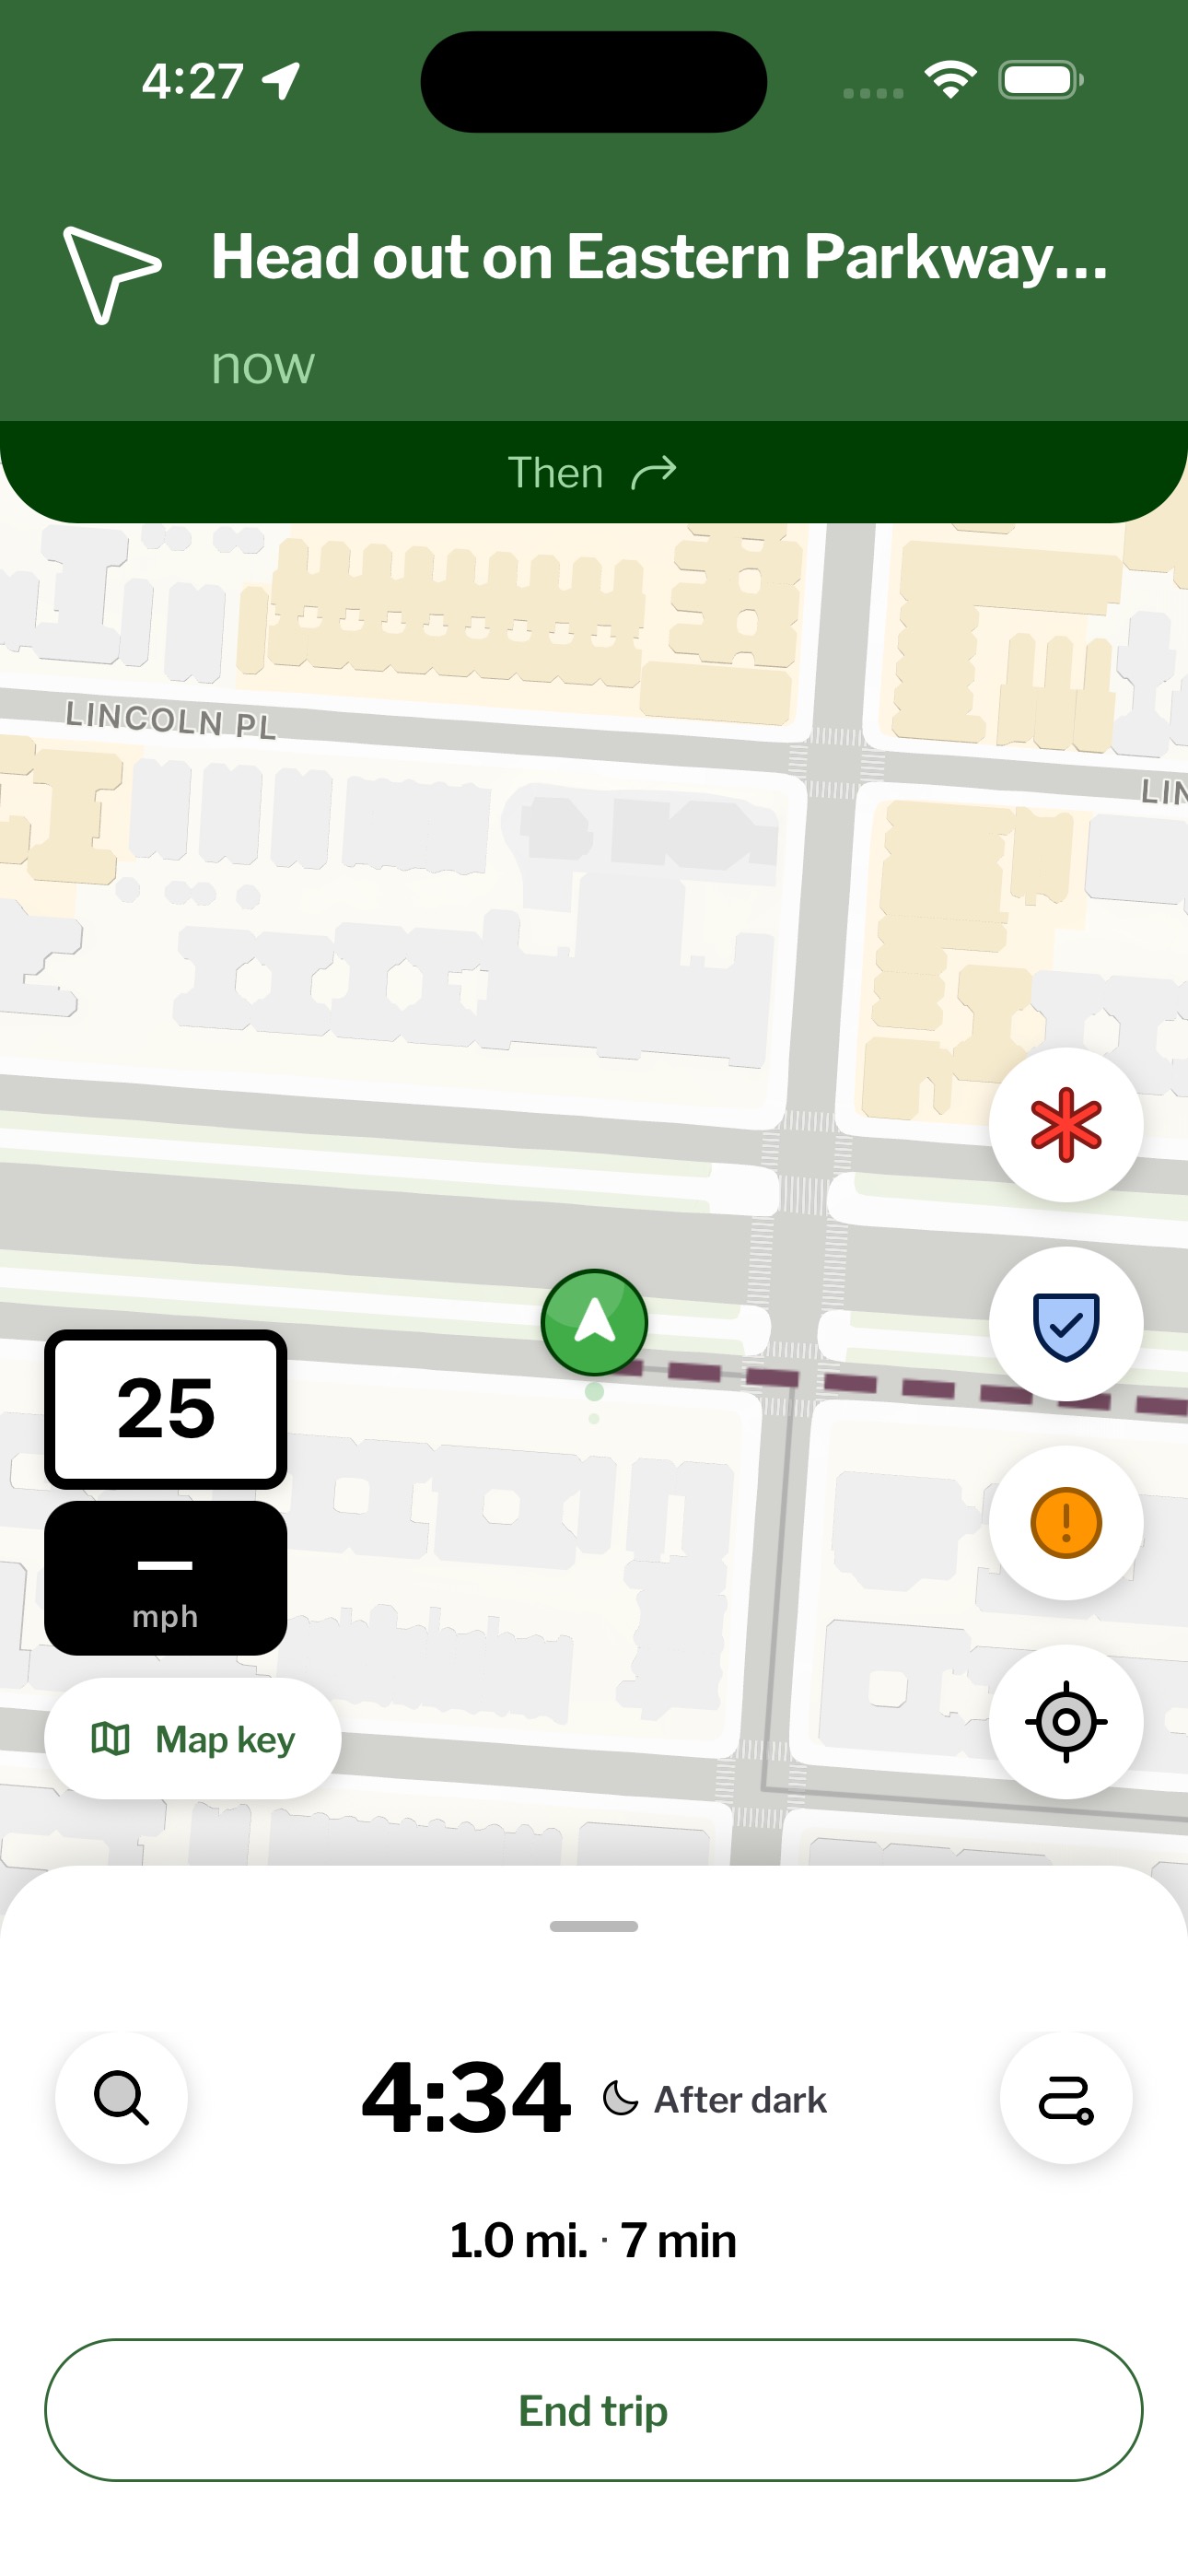 4:27
Head out on Eastern Parkway...
now
Then
LINCOLN PL
LIN
25
—
mph
Map key
4:34 After dark
1.0 mi. · 7 min
End trip